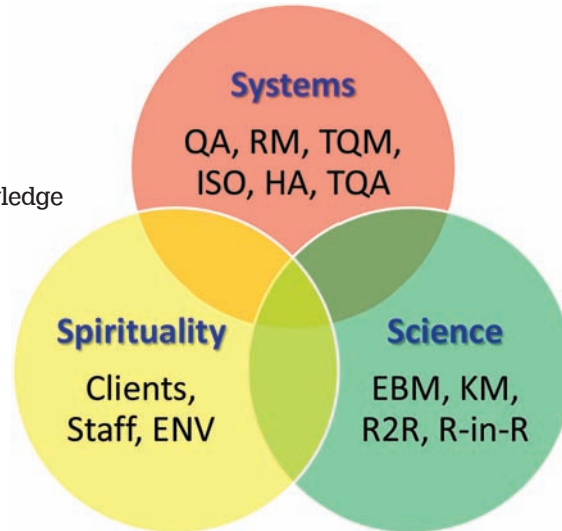 Systems
QA, RM, TQM,
ISO, HA, TQA
Spirituality
Clients,
Staff, ENV
Science
EBM, KM,
R2R, R-in-R